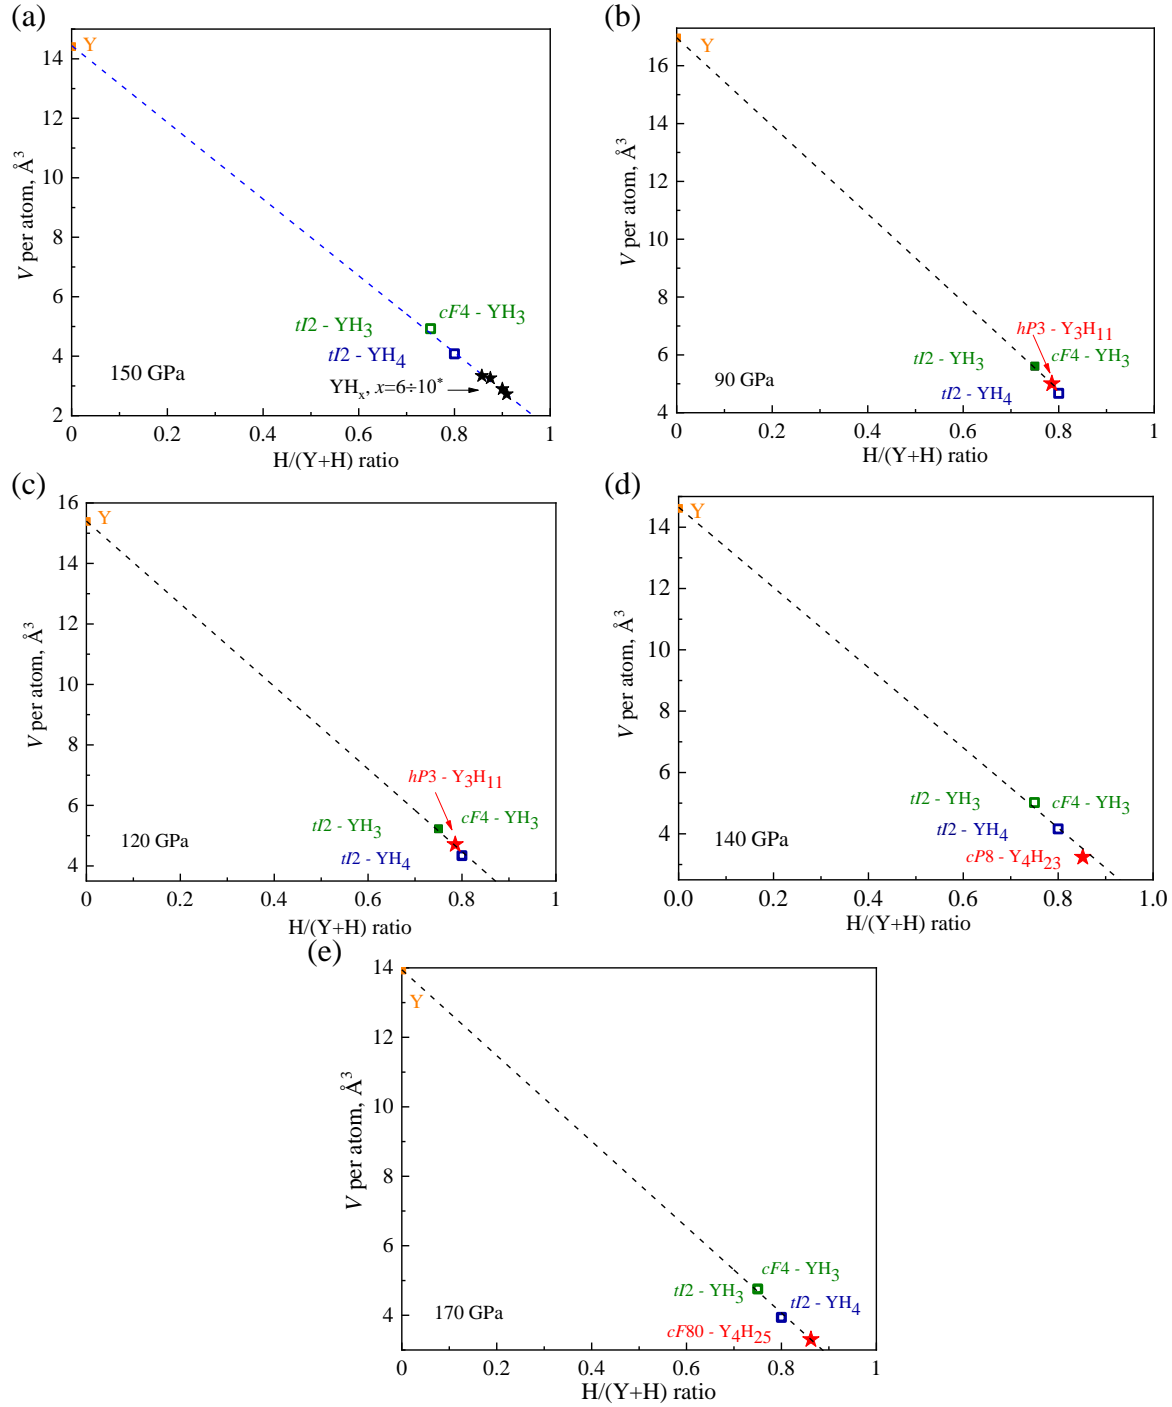 (a)
14
12
10
8
6
4
2
V per atom, Å³
Y
tI2 - YH₃
cF4 - YH₃
tI2 - YH₄
YHₓ, x=6÷10*
150 GPa
0 0.2 0.4 0.6 0.8 1
H/(Y+H) ratio
(b)
16
14
12
10
8
6
4
V per atom, Å³
Y
hP3 - Y₃H₁₁
tI2 - YH₃
cF4 - YH₃
tI2 - YH₄
90 GPa
0 0.2 0.4 0.6 0.8 1
H/(Y+H) ratio
(c)
16
14
12
10
8
6
4
V per atom, Å³
Y
hP3 - Y₃H₁₁
tI2 - YH₃
cF4 - YH₃
tI2 - YH₄
120 GPa
0 0.2 0.4 0.6 0.8 1
H/(Y+H) ratio
(d)
14
12
10
8
6
4
V per atom, Å³
Y
tI2 - YH₃
cF4 - YH₃
tI2 - YH₄
cP8 - Y₄H₂₃
140 GPa
0.0 0.2 0.4 0.6 0.8 1.0
H/(Y+H) ratio
(e)
14
12
10
8
6
4
V per atom, Å³
Y
cF4 - YH₃
tI2 - YH₃
tI2 - YH₄
cF80 - Y₄H₂₅
170 GPa
0 0.2 0.4 0.6 0.8 1
H/(Y+H) ratio